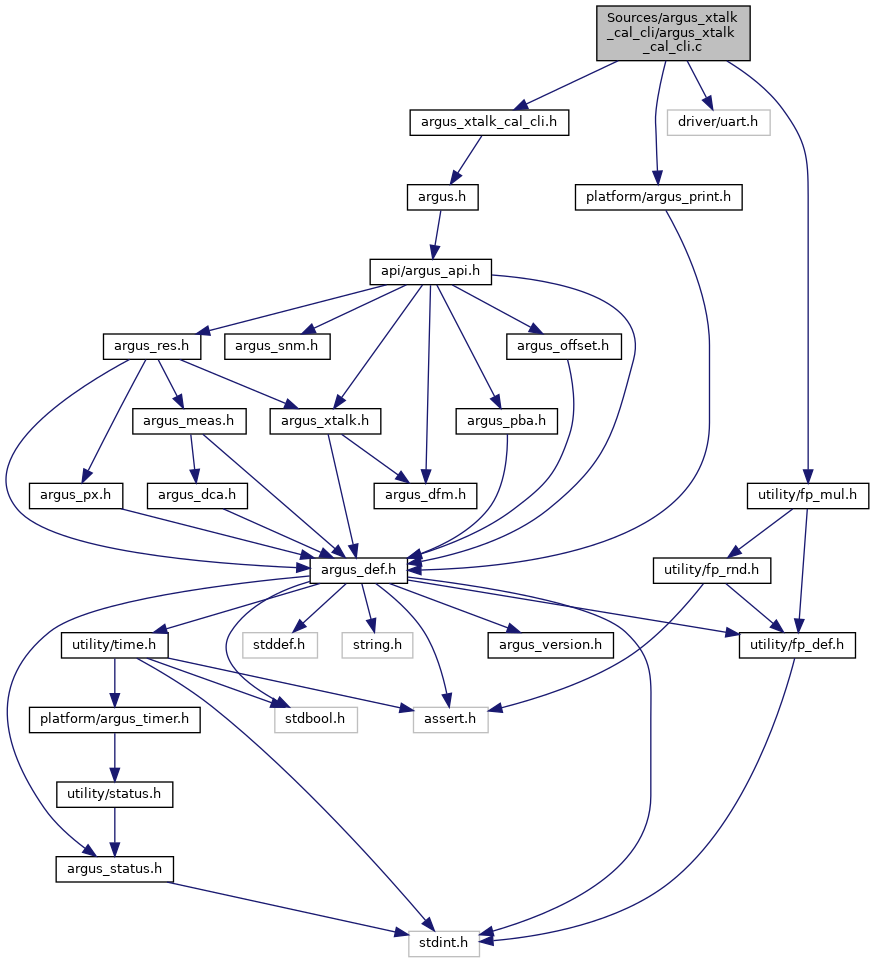 Sources/argus_xtalk
_cal_cli/argus_xtalk
_cal_cli.c
argus_xtalk_cal_cli.h
driver/uart.h
argus.h
platform/argus_print.h
api/argus_api.h
argus_res.h
argus_snm.h
argus_offset.h
argus_meas.h
argus_xtalk.h
argus_pba.h
argus_px.h
argus_dca.h
argus_dfm.h
utility/fp_mul.h
argus_def.h
utility/fp_rnd.h
utility/time.h
stddef.h
string.h
argus_version.h
utility/fp_def.h
platform/argus_timer.h
stdbool.h
assert.h
utility/status.h
argus_status.h
stdint.h